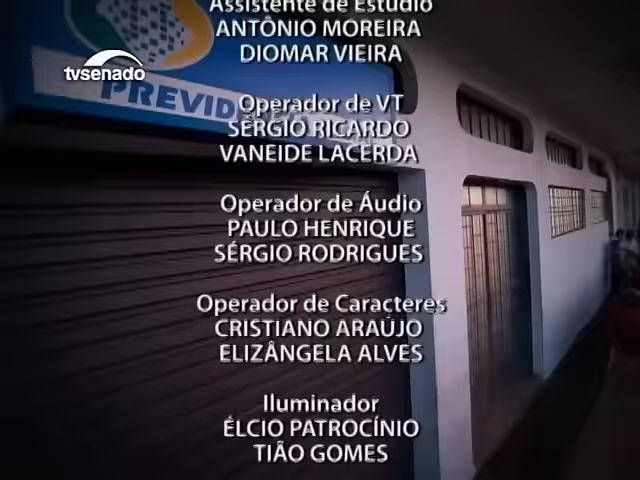 Assistente de Estúdio
ANTÔNIO MOREIRA
DIOMAR VIEIRA
tvsenado
Operador de VT
SÉRGIO RICARDO
VANEIDE LACERDA
Operador de Áudio
PAULO HENRIQUE
SÉRGIO RODRIGUES
Operador de Caracteres
CRISTIANO ARAÚJO
ELIZÂNGELA ALVES
Iluminador
ÉLCIO PATROCÍNIO
TIÃO GOMES